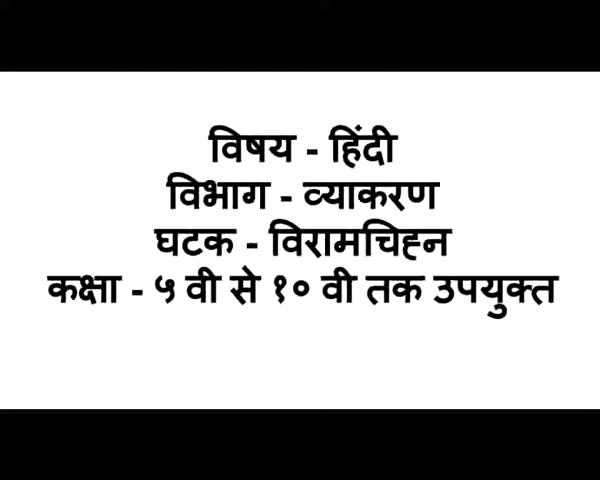 विषय - हिंदी
विभाग - व्याकरण
घटक - विरामचिह्न
कक्षा - ५ वी से १० वी तक उपयुक्त